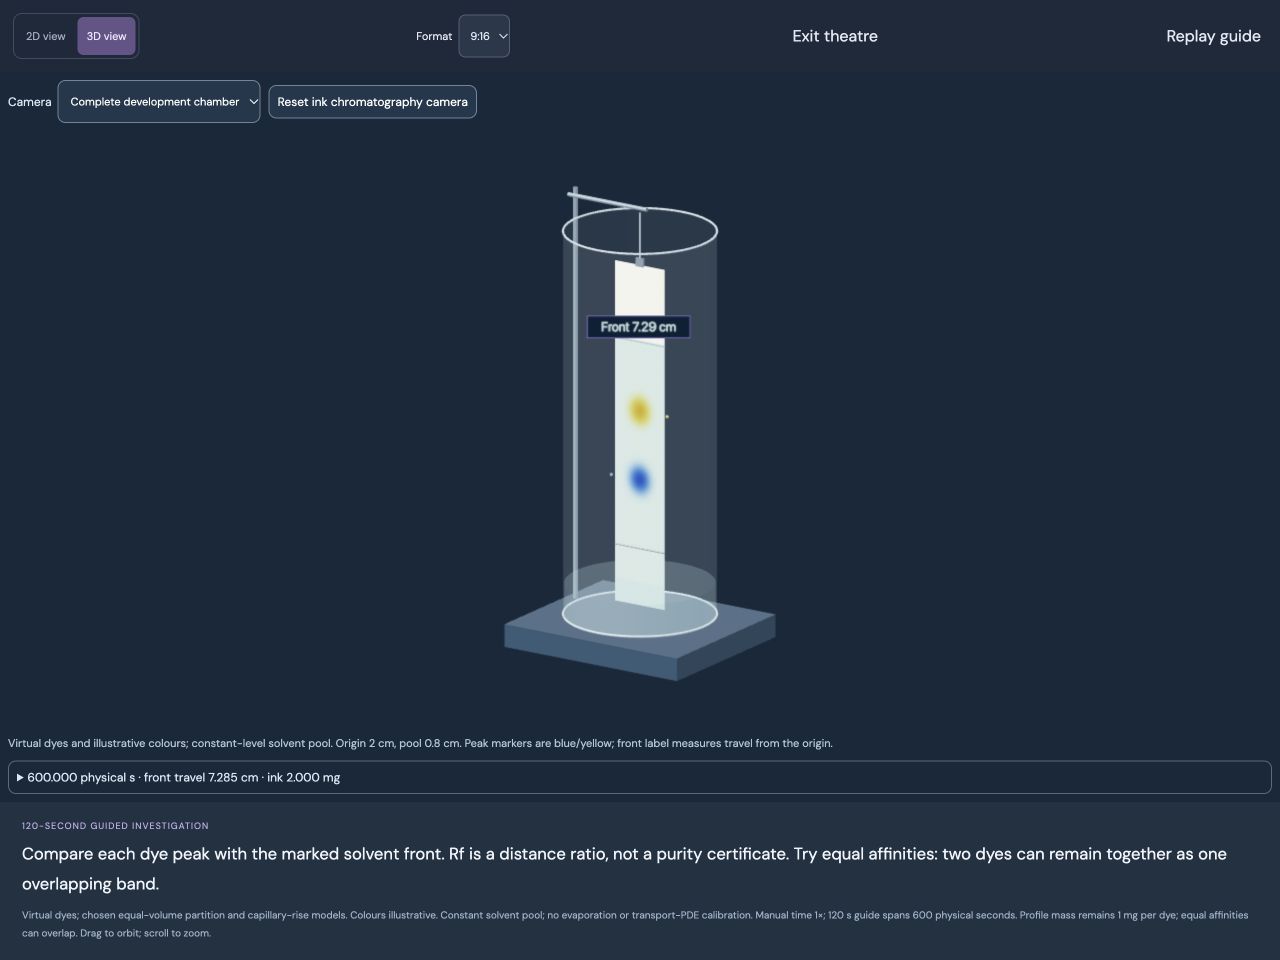 2D view
3D view
Format
9:16
Exit theatre
Replay guide
Camera
Complete development chamber
Reset ink chromatography camera
Front 7.29 cm
Virtual dyes and illustrative colours; constant-level solvent pool. Origin 2 cm, pool 0.8 cm. Peak markers are blue/yellow; front label measures travel from the origin.
600.000 physical s · front travel 7.285 cm · ink 2.000 mg
120-SECOND GUIDED INVESTIGATION
Compare each dye peak with the marked solvent front. Rf is a distance ratio, not a purity certificate. Try equal affinities: two dyes can remain together as one
overlapping band.
Virtual dyes; chosen equal-volume partition and capillary-rise models. Colours illustrative. Constant solvent pool; no evaporation or transport-PDE calibration. Manual time 1×; 120 s guide spans 600 physical seconds. Profile mass remains 1 mg per dye; equal affinities
can overlap. Drag to orbit; scroll to zoom.